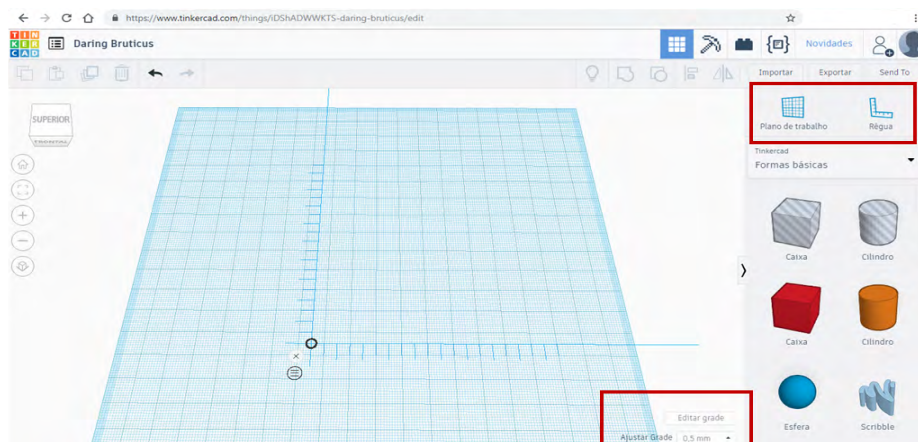 https://www.tinkercad.com/things/iDShADWWKTS-daring-bruticus/edit
TIN
KER
CAD
Daring Bruticus
Novidades
Importar Exportar Send To
SUPERIOR
Plano de trabalho Régua
Tinkercad
Formas básicas
Caixa Cilindro
Caixa Cilindro
Esfera Scribble
Editar grade
Ajustar Grade 0,5 mm